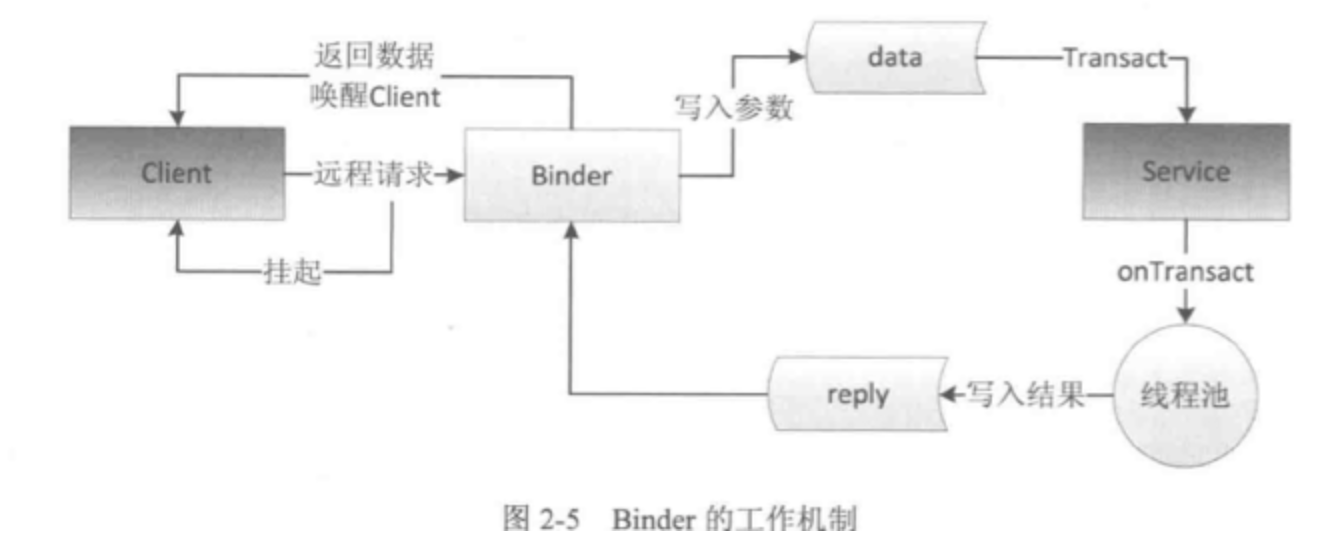 返回数据
唤醒Client
data
Transact
写入参数
Client
远程请求
Binder
Service
挂起
onTransact
reply
写入结果
线程池
图 2-5 Binder 的工作机制